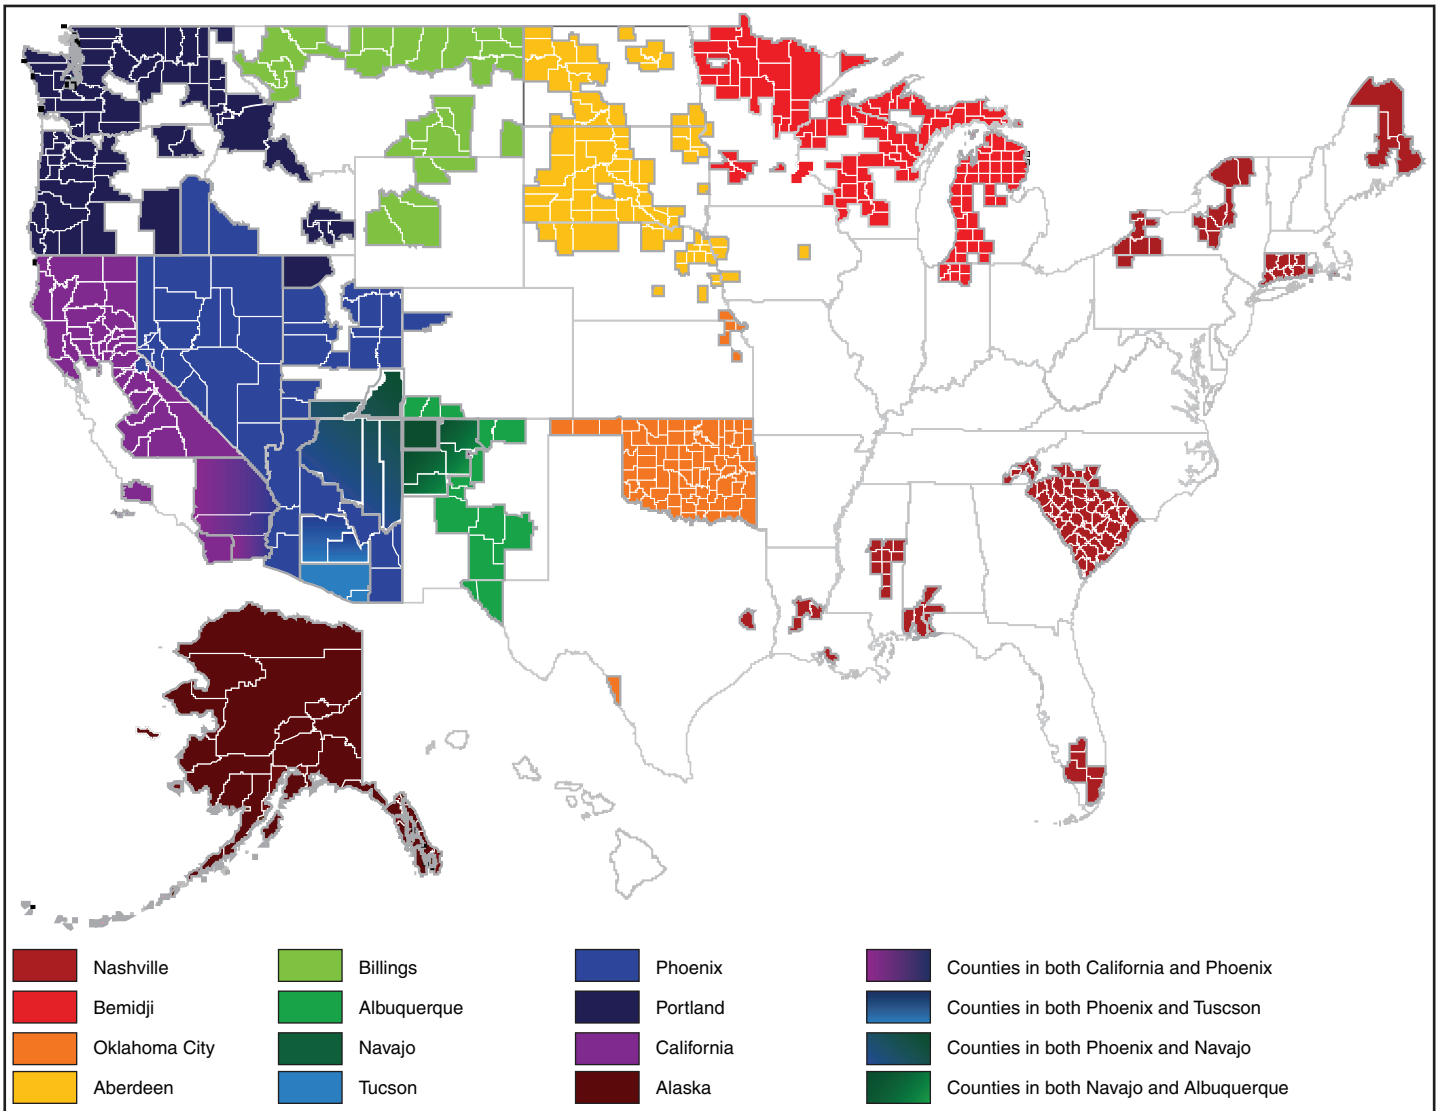 Nashville
Billings
Phoenix
Counties in both California and Phoenix
Bemidji
Albuquerque
Portland
Counties in both Phoenix and Tuscson
Oklahoma City
Navajo
California
Counties in both Phoenix and Navajo
Aberdeen
Tucson
Alaska
Counties in both Navajo and Albuquerque